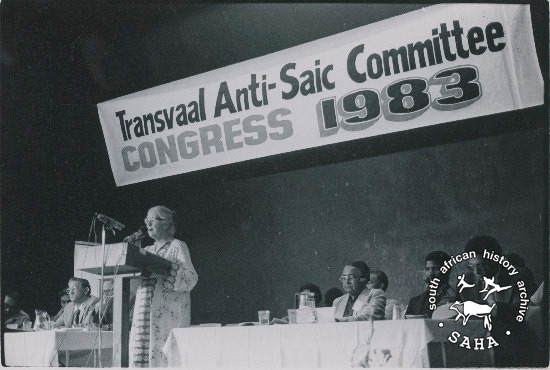 Transvaal Anti-Saic Committee
CONGRESS 1983
south african history archive
• SAHA •